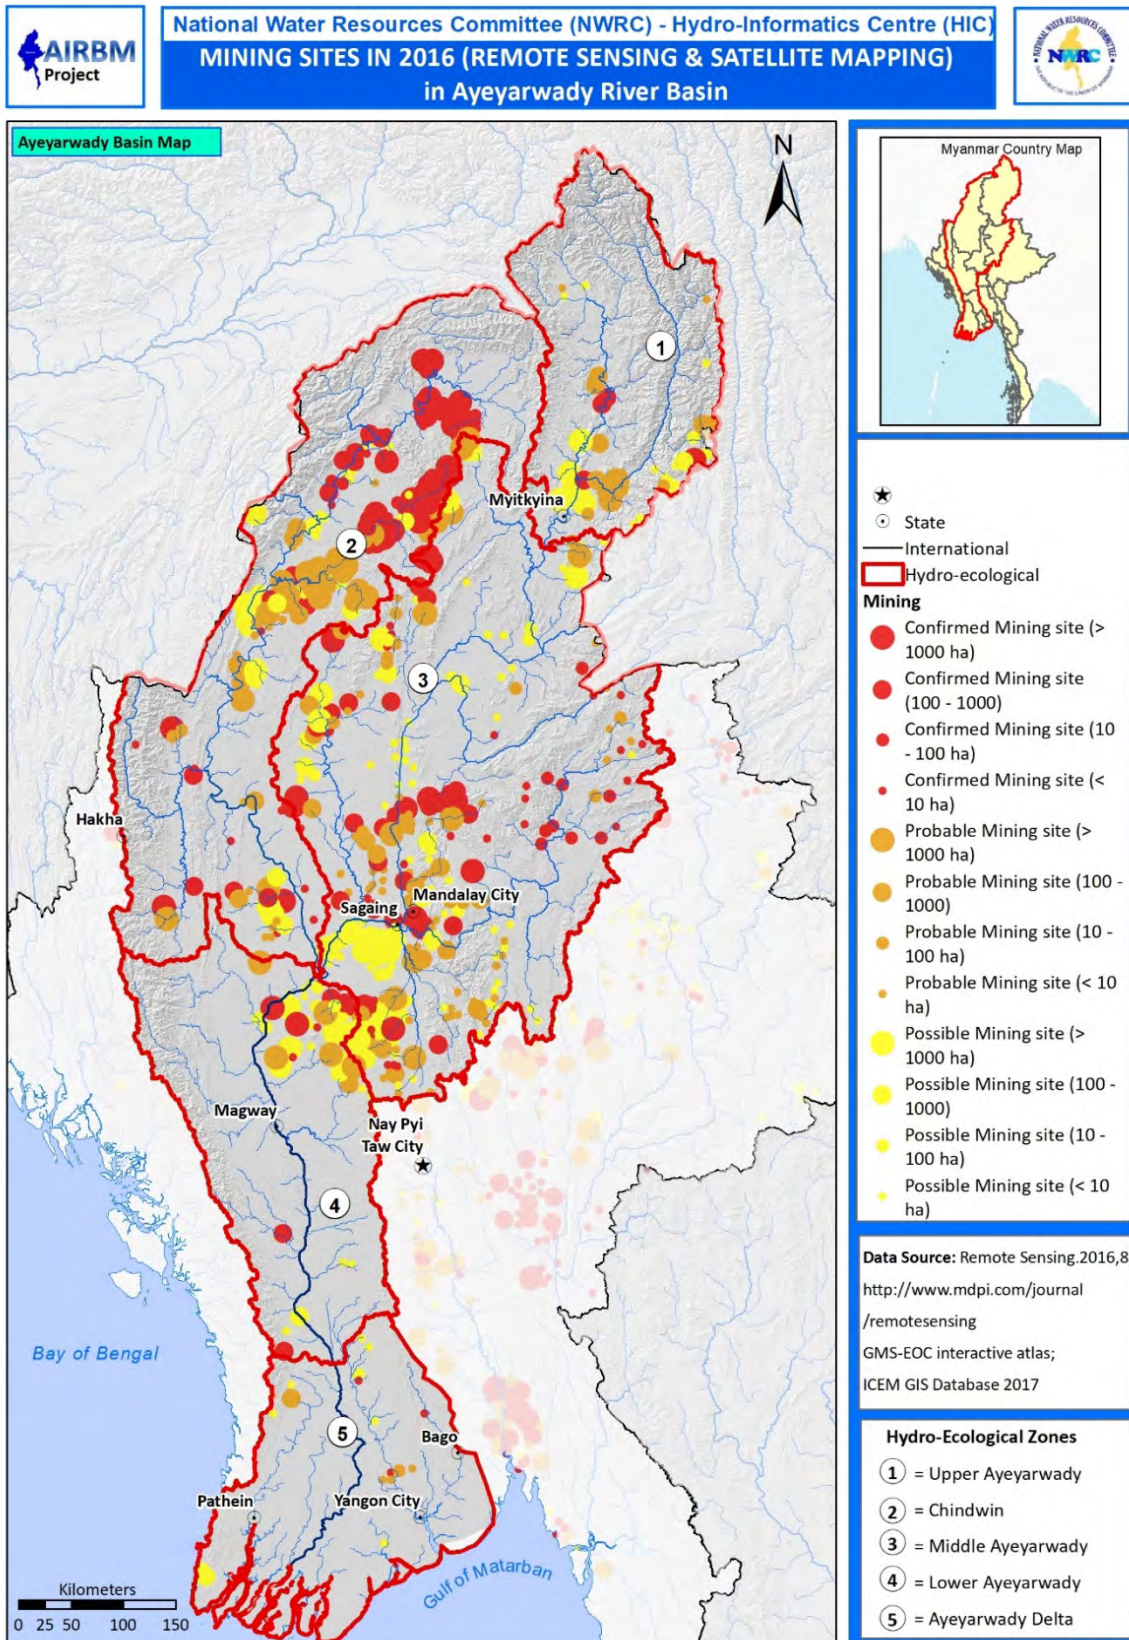 AIRBM
Project
National Water Resources Committee (NWRC) - Hydro-Informatics Centre (HIC)
MINING SITES IN 2016 (REMOTE SENSING & SATELLITE MAPPING)
in Ayeyarwady River Basin
NWRC
Ayeyarwady Basin Map
N
1
2
Myitkyina
3
Hakha
Mandalay City
Sagaing
Magway
Nay Pyi
Taw City
4
Bay of Bengal
5
Bago
Pathein
Yangon City
Gulf of Matarban
Kilometers
0 25 50 100 150
Myanmar Country Map
State
International
Hydro-ecological
Mining
Confirmed Mining site (>
1000 ha)
Confirmed Mining site
(100 - 1000)
Confirmed Mining site (10
- 100 ha)
Confirmed Mining site (<
10 ha)
Probable Mining site (>
1000 ha)
Probable Mining site (100 -
1000)
Probable Mining site (10 -
100 ha)
Probable Mining site (< 10
ha)
Possible Mining site (>
1000 ha)
Possible Mining site (100 -
1000)
Possible Mining site (10 -
100 ha)
Possible Mining site (< 10
ha)
Data Source: Remote Sensing.2016,8
http://www.mdpi.com/journal
/remotesensing
GMS-EOC interactive atlas;
ICEM GIS Database 2017
Hydro-Ecological Zones
1 = Upper Ayeyarwady
2 = Chindwin
3 = Middle Ayeyarwady
4 = Lower Ayeyarwady
5 = Ayeyarwady Delta